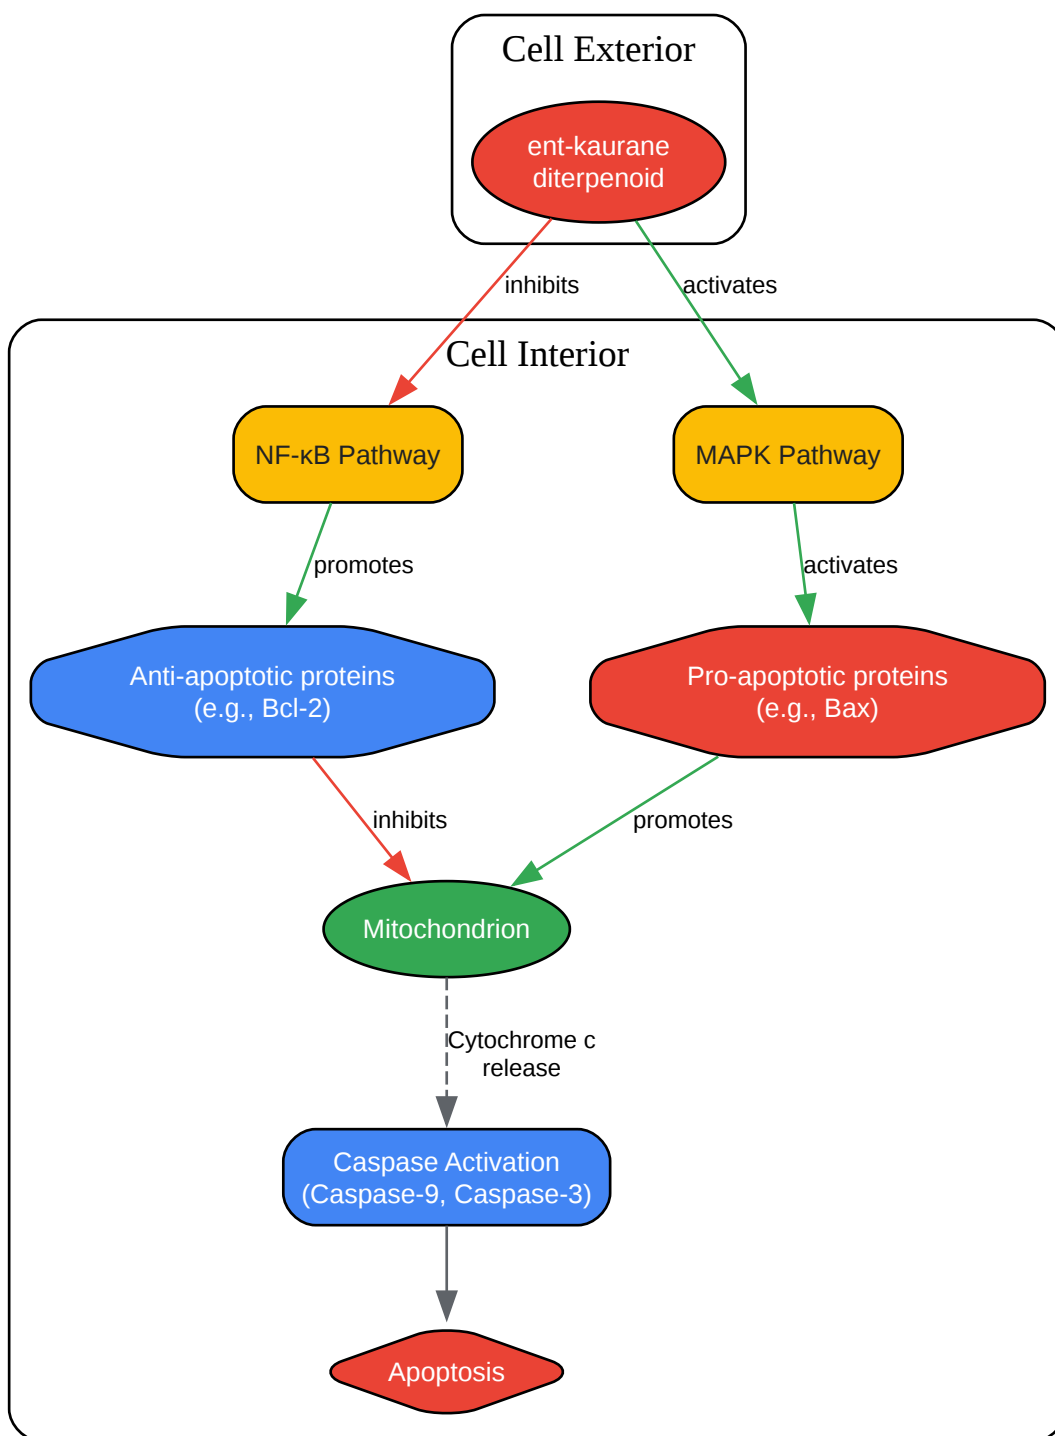 Cell Exterior
ent-kaurane
diterpenoid
inhibits
activates
Cell Interior
NF-κB Pathway
MAPK Pathway
promotes
activates
Anti-apoptotic proteins
(e.g., Bcl-2)
Pro-apoptotic proteins
(e.g., Bax)
inhibits
promotes
Mitochondrion
Cytochrome c
release
Caspase Activation
(Caspase-9, Caspase-3)
Apoptosis